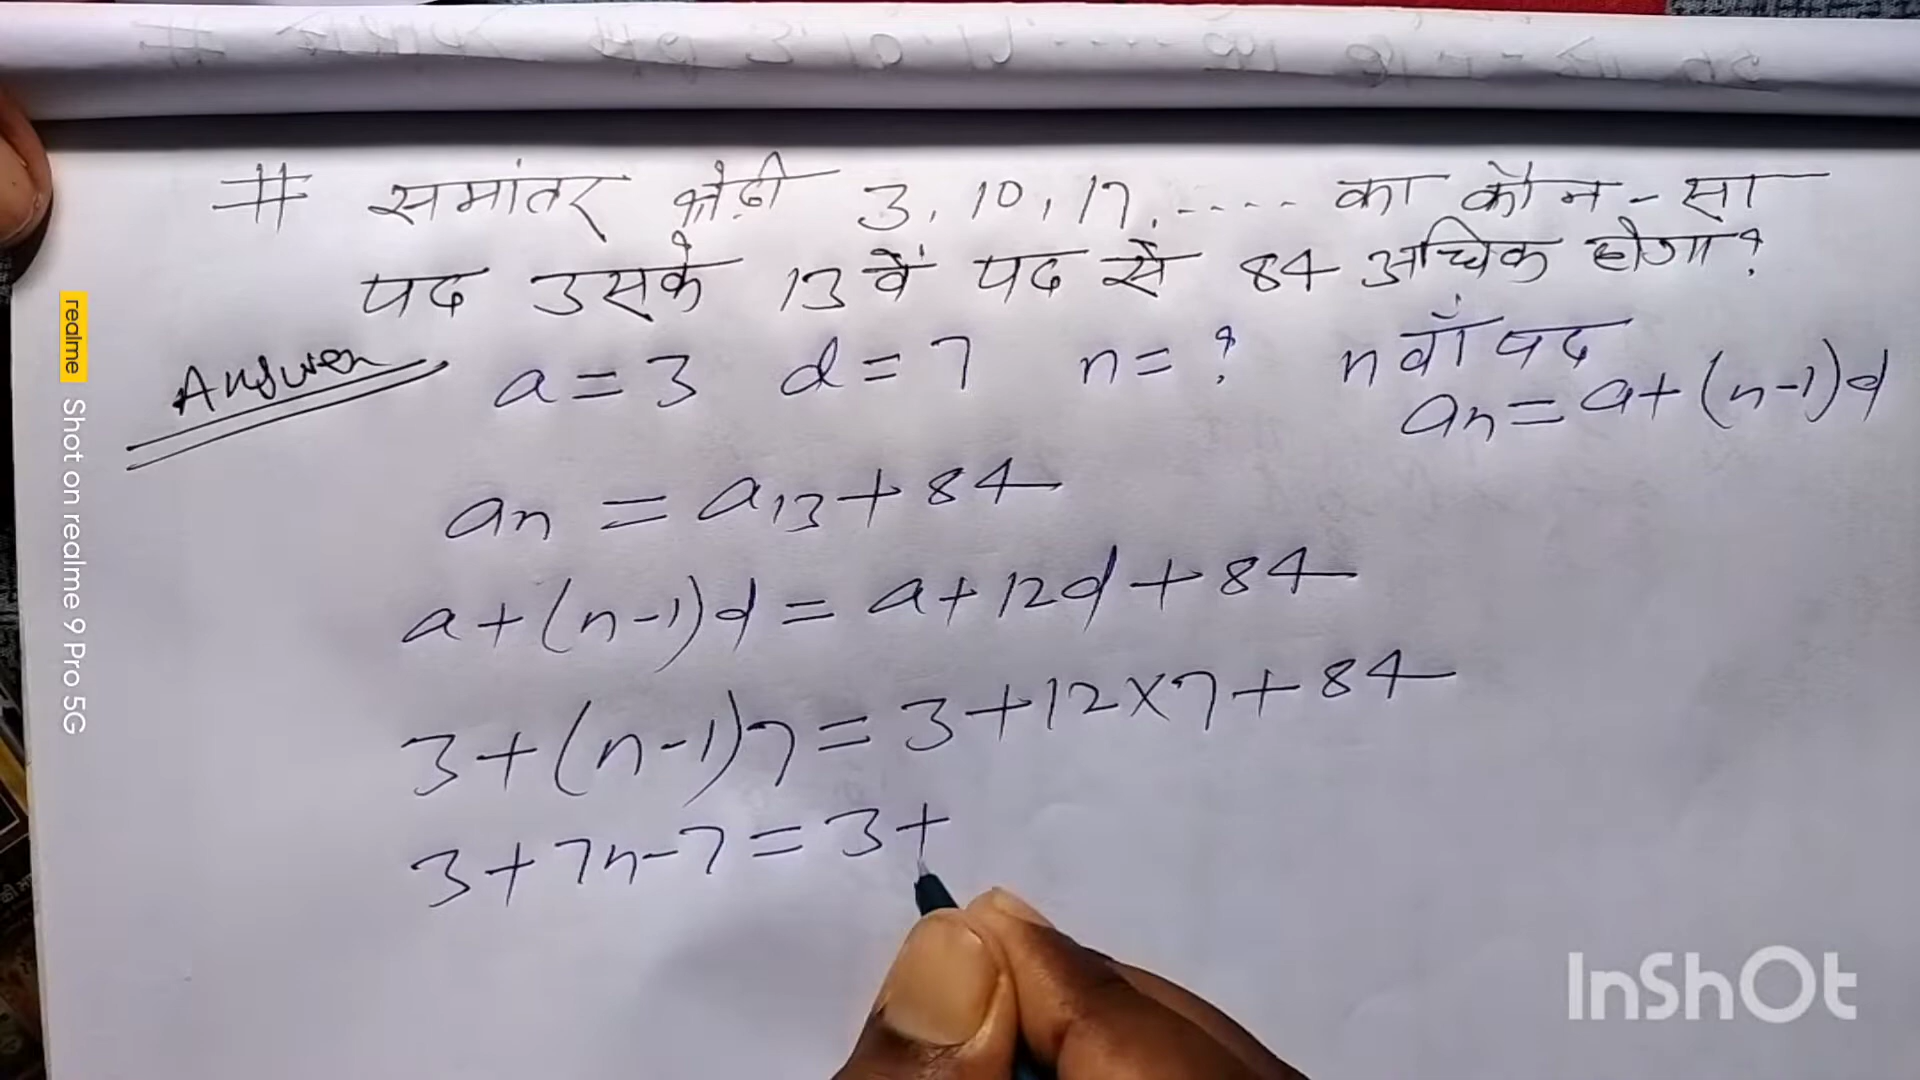 # समांतर श्रेढ़ी 3, 10, 17, .... का कौन-सा
पद उसके 13वें पद से 84 अधिक होगा?
Answer a = 3 d = 7 n = ? nवाँ पद
an = a + (n-1)d
an = a13 + 84
a + (n-1)d = a + 12d + 84
3 + (n-1)7 = 3 + 12×7 + 84
3 + 7n - 7 = 3 +
realme Shot on realme 9 Pro 5G
InShOt